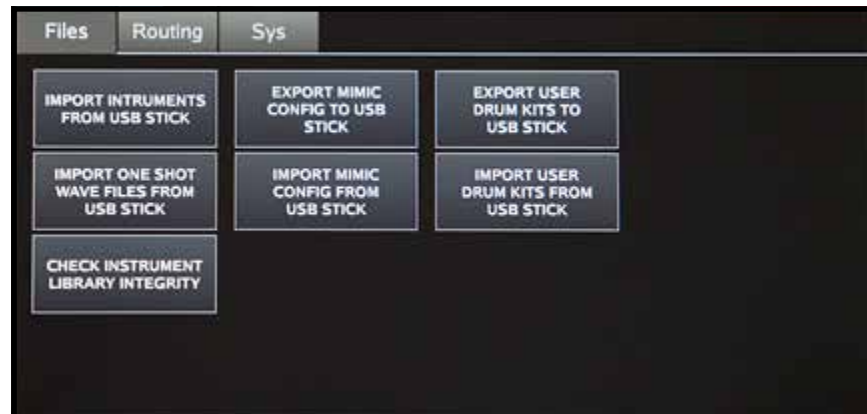 Files Routing Sys
IMPORT INTRUMENTS
FROM USB STICK
EXPORT MIMIC
CONFIG TO USB
STICK
EXPORT USER
DRUM KITS TO
USB STICK
IMPORT ONE SHOT
WAVE FILES FROM
USB STICK
IMPORT MIMIC
CONFIG FROM
USB STICK
IMPORT USER
DRUM KITS FROM
USB STICK
CHECK INSTRUMENT
LIBRARY INTEGRITY